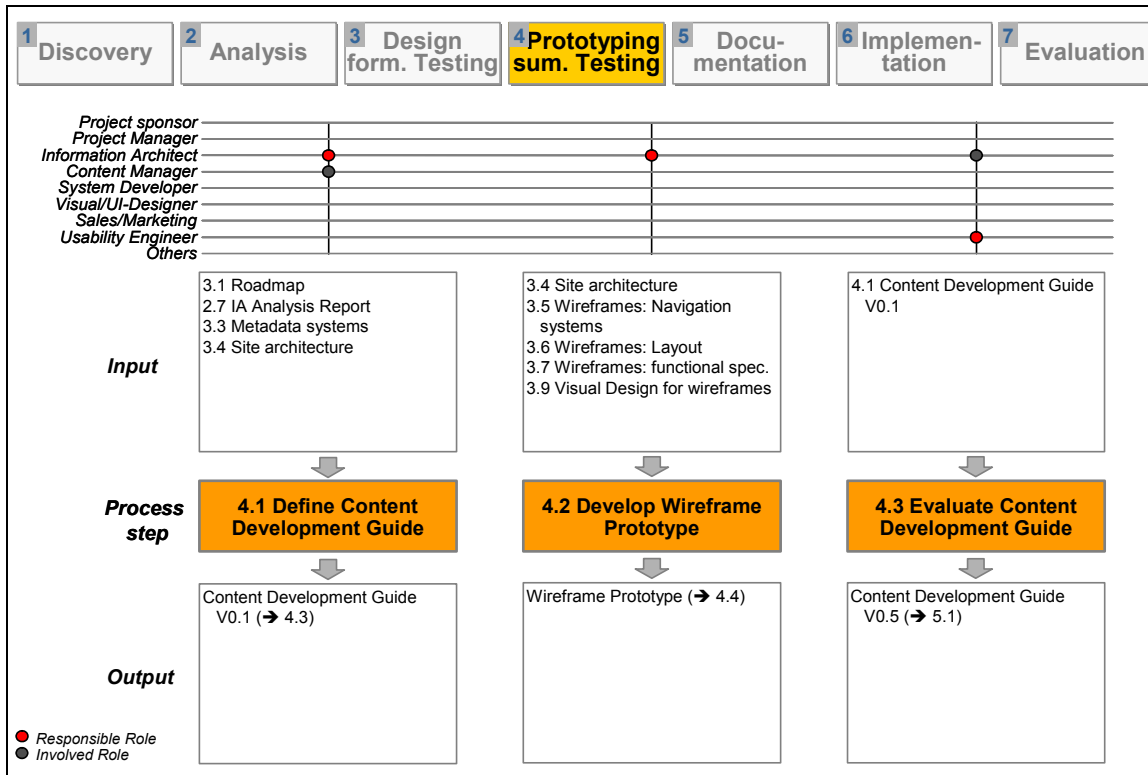 1 Discovery
2 Analysis
3 Design
form. Testing
4 Prototyping
sum. Testing
5 Docu-
mentation
6 Implemen-
tation
7 Evaluation
Project sponsor
Project Manager
Information Architect
Content Manager
System Developer
Visual/UI-Designer
Sales/Marketing
Usability Engineer
Others
Input
3.1 Roadmap
2.7 IA Analysis Report
3.3 Metadata systems
3.4 Site architecture
3.4 Site architecture
3.5 Wireframes: Navigation
systems
3.6 Wireframes: Layout
3.7 Wireframes: functional spec.
3.9 Visual Design for wireframes
4.1 Content Development Guide
V0.1
Process
step
4.1 Define Content
Development Guide
4.2 Develop Wireframe
Prototype
4.3 Evaluate Content
Development Guide
Output
Content Development Guide
V0.1 (➔ 4.3)
Wireframe Prototype (➔ 4.4)
Content Development Guide
V0.5 (➔ 5.1)
Responsible Role
Involved Role